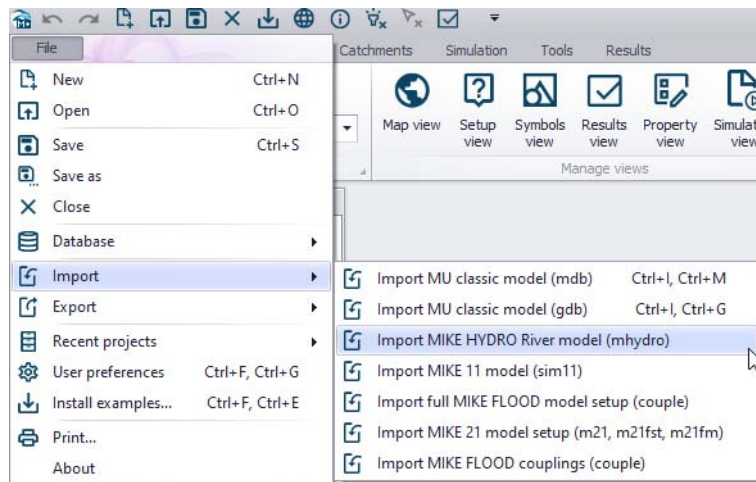 File
Catchments Simulation Tools Results
New Ctrl+N
Open Ctrl+O
Save Ctrl+S
Save as
Close
Database
Import
Export
Recent projects
User preferences Ctrl+F, Ctrl+G
Install examples... Ctrl+F, Ctrl+E
Print...
About
Map view
Setup
view
Symbols
view
Results
view
Property
view
view
Manage views
Import MU classic model (mdb) Ctrl+I, Ctrl+M
Import MU classic model (gdb) Ctrl+I, Ctrl+G
Import MIKE HYDRO River model (mhydro)
Import MIKE 11 model (sim11)
Import full MIKE FLOOD model setup (couple)
Import MIKE 21 model setup (m21, m21fst, m21fm)
Import MIKE FLOOD couplings (couple)